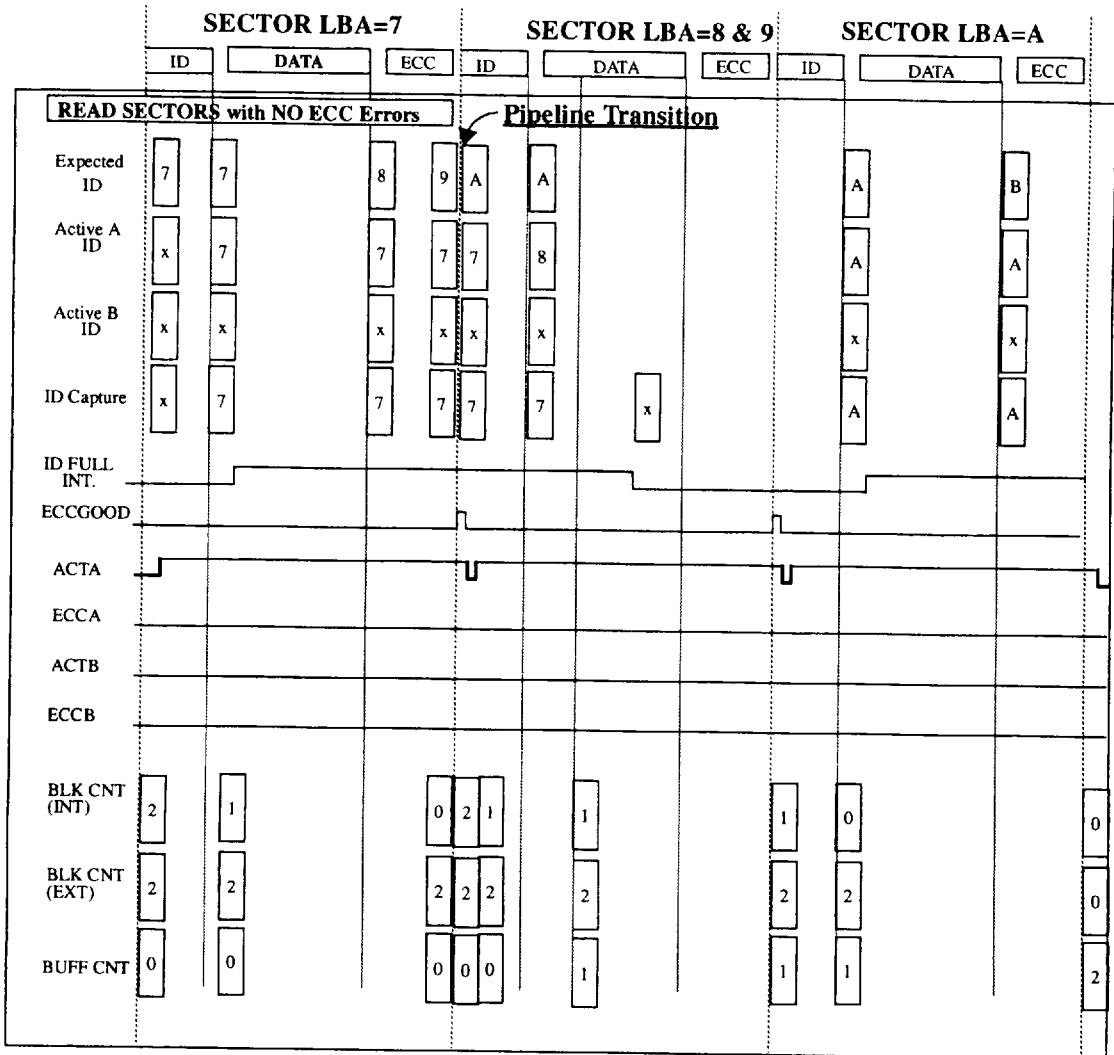 SECTOR LBA=7 SECTOR LBA=8 & 9 SECTOR LBA=A
ID DATA ECC ID DATA ECC ID DATA ECC
READ SECTORS with NO ECC Errors Pipeline Transition
Expected
ID
7 7 8 9 A A A B
Active A
ID
x 7 7 7 7 8 A A
Active B
ID
x x x x x x x x
ID Capture x 7 7 7 7 7 x A A
ID FULL
INT.
ECCGOOD
ACTA
ECCA
ACTB
ECCB
BLK CNT
(INT)
2 1 0 2 1 1 1 0 0
BLK CNT
(EXT)
2 2 2 2 2 2 2 2 0
BUFF CNT 0 0 0 0 0 1 1 1 2